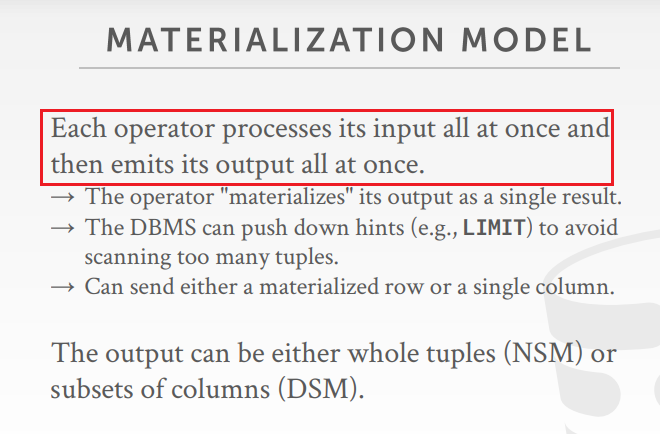 MATERIALIZATION MODEL
Each operator processes its input all at once and
then emits its output all at once.
→ The operator "materializes" its output as a single result.
→ The DBMS can push down hints (e.g., LIMIT) to avoid
scanning too many tuples.
→ Can send either a materialized row or a single column.
The output can be either whole tuples (NSM) or
subsets of columns (DSM).